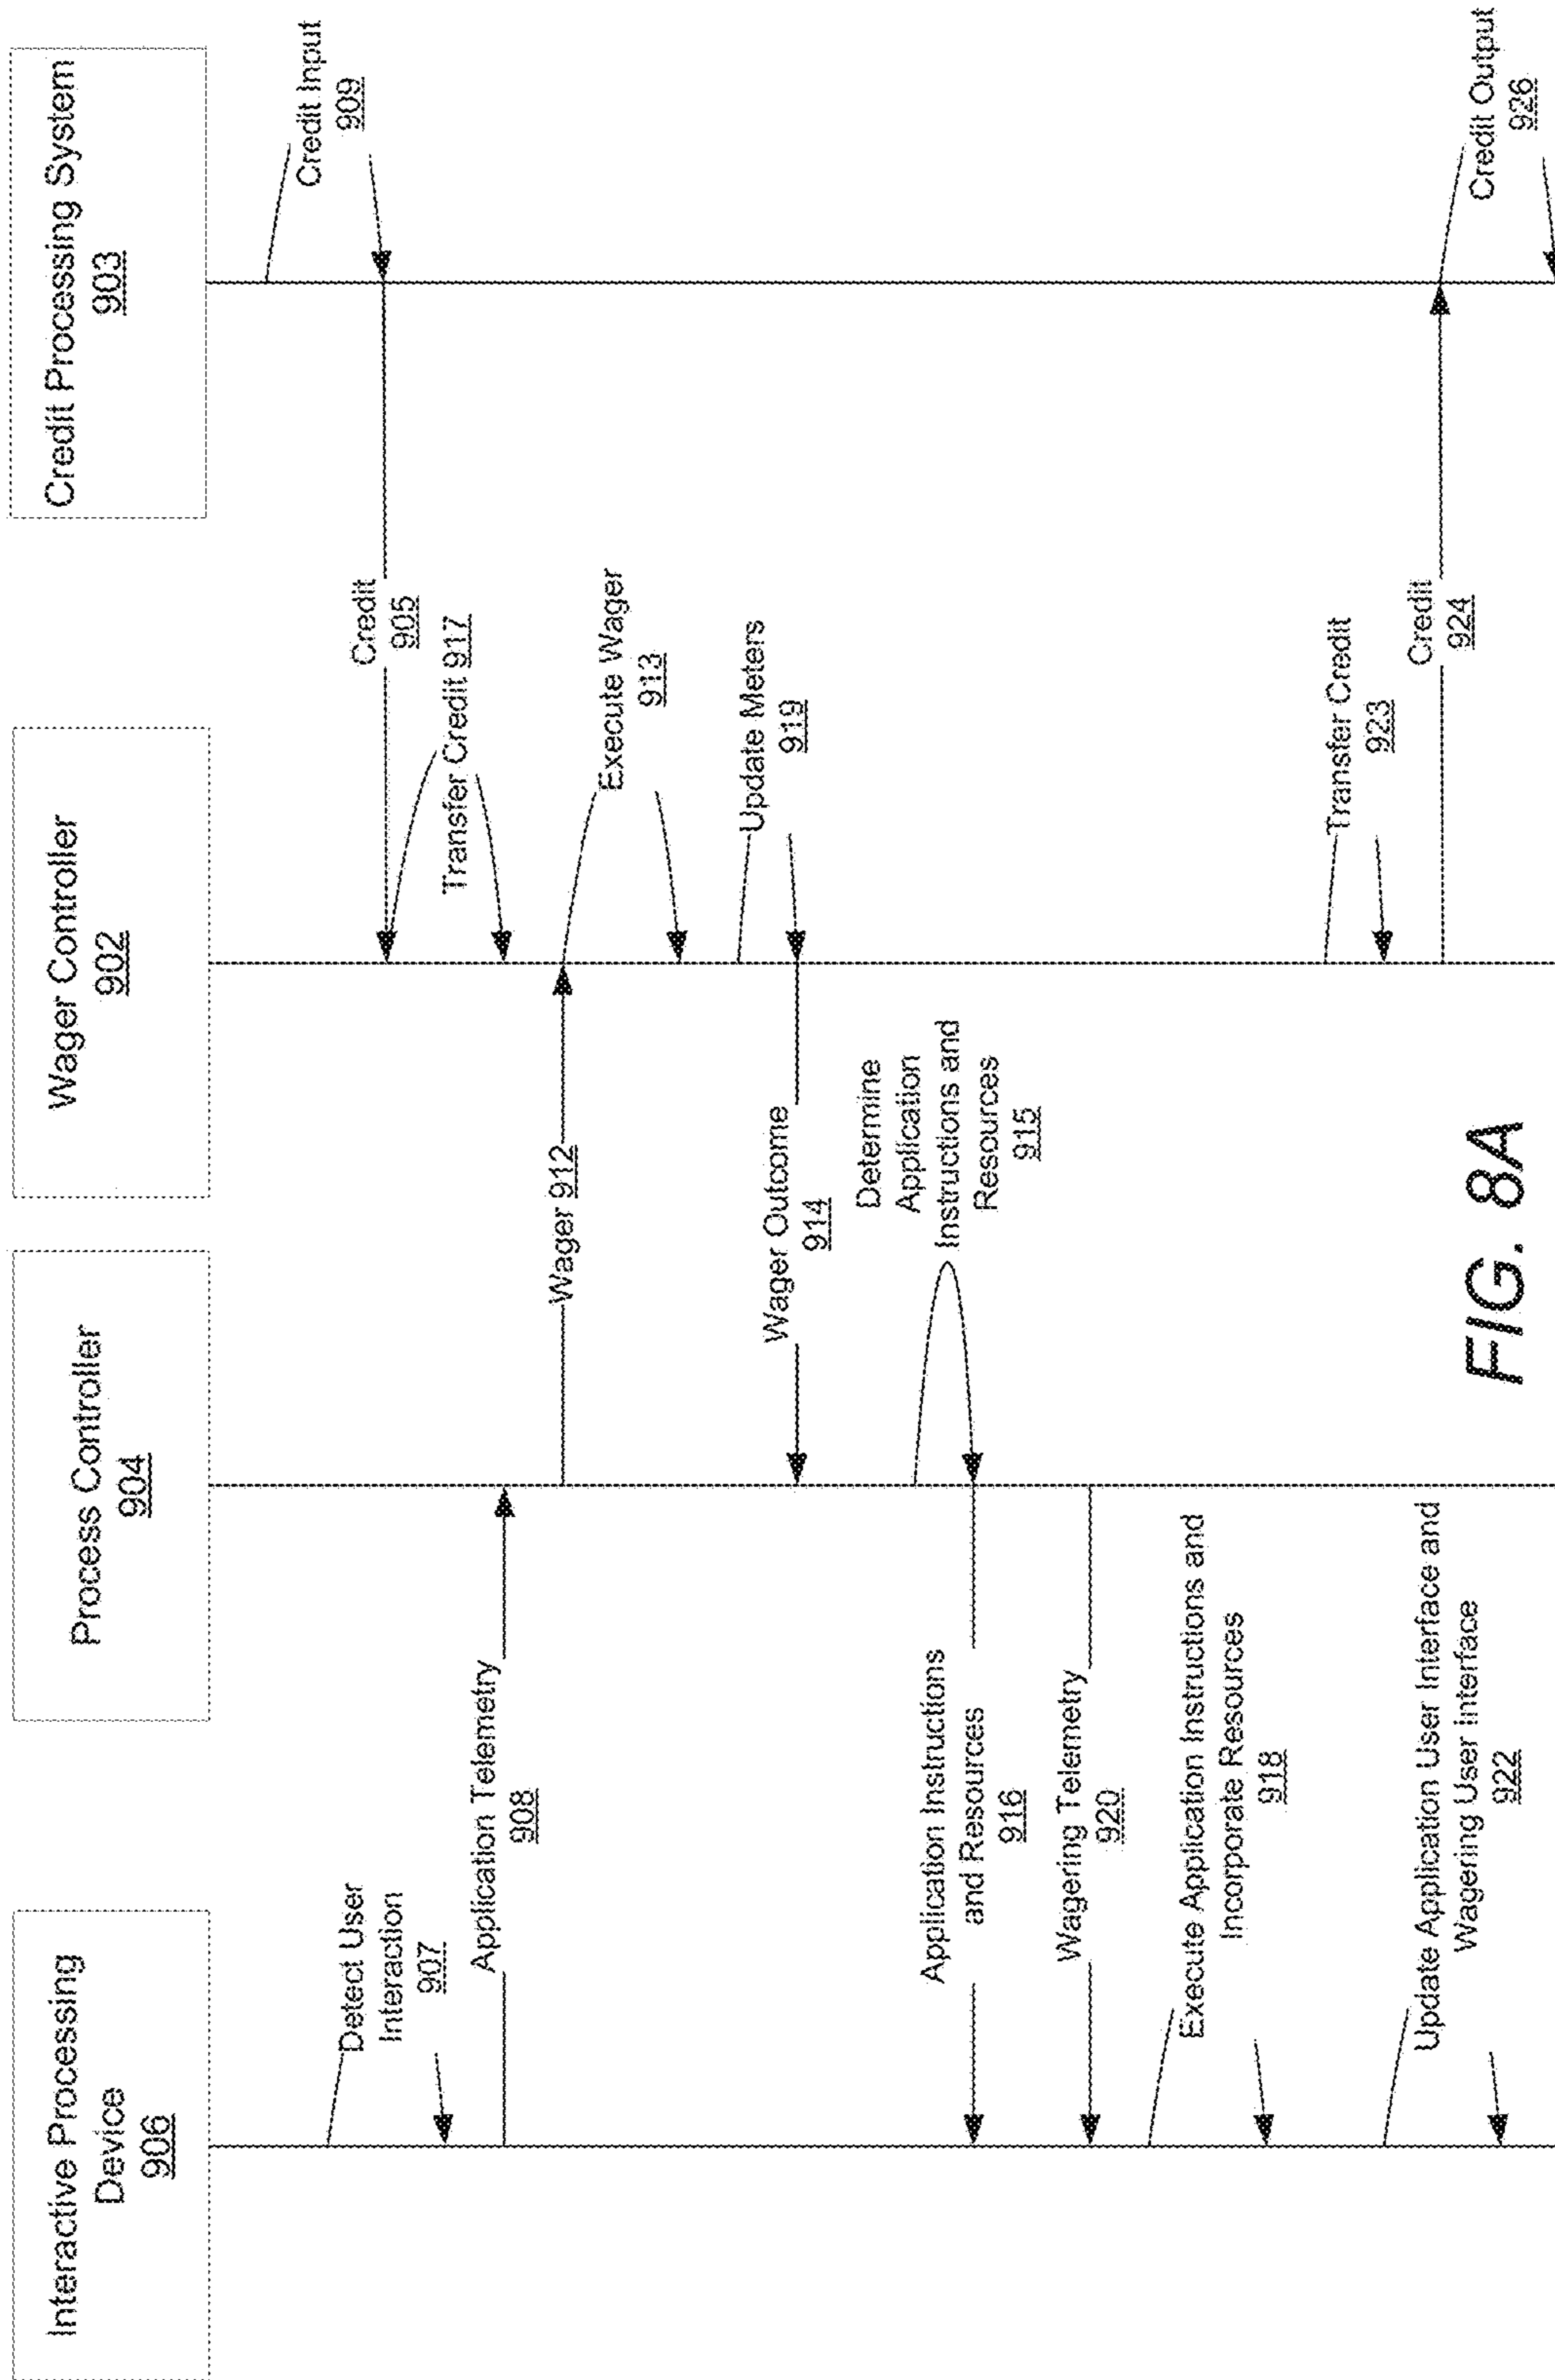 Interactive Processing
Device
906
Process Controller
904
Wager Controller
902
Credit Processing System
903
Credit Input
909
Detect User
Interaction
907
Credit
905
Transfer Credit 917
Application Telemetry
908
Wager 912
Execute Wager
913
Update Meters
919
Wager Outcome
914
Determine
Application
Instructions and
Resources
915
Application Instructions
and Resources
916
Wagering Telemetry
920
Execute Application Instructions and
Incorporate Resources
918
Transfer Credit
923
Update Application User Interface and
Wagering User Interface
922
Credit
924
Credit Output
926
FIG. 8A